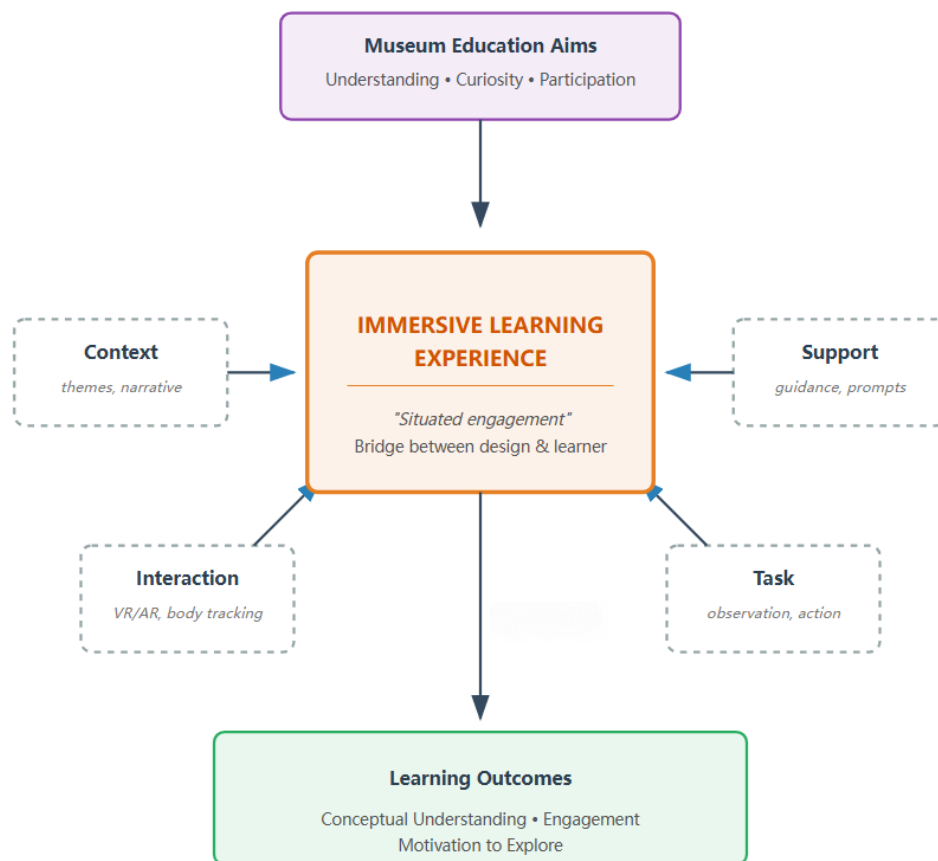 Museum Education Aims
Understanding • Curiosity • Participation
IMMERSIVE LEARNING
EXPERIENCE
"Situated engagement"
Bridge between design & learner
Context
themes, narrative
Support
guidance, prompts
Interaction
VR/AR, body tracking
Task
observation, action
Learning Outcomes
Conceptual Understanding • Engagement
Motivation to Explore